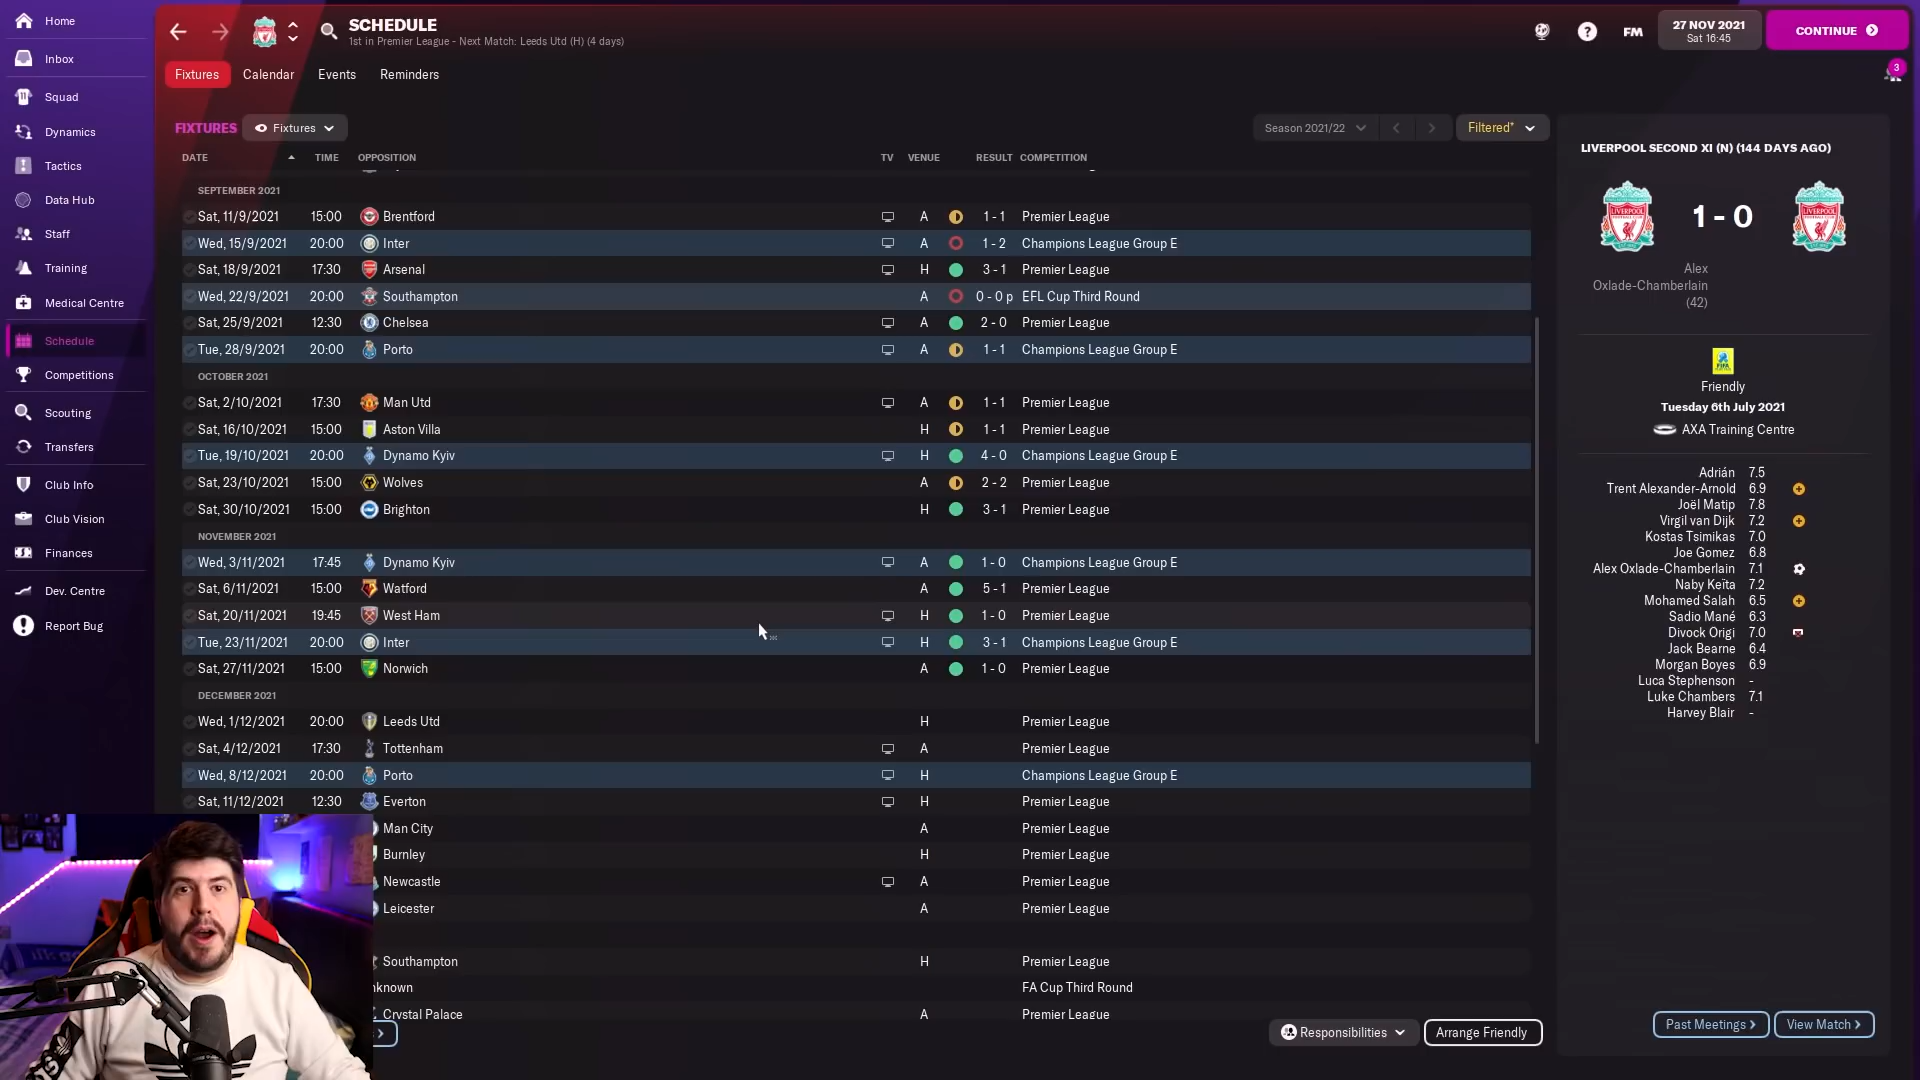 Home
Inbox
Squad
Dynamics
Tactics
Data Hub
Staff
Training
Medical Centre
Schedule
Competitions
Scouting
Transfers
Club Info
Club Vision
Finances
Dev. Centre
Report Bug
SCHEDULE
1st in Premier League - Next Match: Leeds Utd (H) (4 days)
FM
27 NOV 2021
Sat 16:45
CONTINUE
3
Fixtures Calendar Events Reminders
FIXTURES Fixtures
Season 2021/22 Filtered*
DATE TIME OPPOSITION TV VENUE RESULT COMPETITION
SEPTEMBER 2021
Sat, 11/9/2021 15:00 Brentford A 1 - 1 Premier League
Wed, 15/9/2021 20:00 Inter A 1 - 2 Champions League Group E
Sat, 18/9/2021 17:30 Arsenal H 3 - 1 Premier League
Wed, 22/9/2021 20:00 Southampton A 0 - 0 p EFL Cup Third Round
Sat, 25/9/2021 12:30 Chelsea A 2 - 0 Premier League
Tue, 28/9/2021 20:00 Porto A 1 - 1 Champions League Group E
OCTOBER 2021
Sat, 2/10/2021 17:30 Man Utd A 1 - 1 Premier League
Sat, 16/10/2021 15:00 Aston Villa H 1 - 1 Premier League
Tue, 19/10/2021 20:00 Dynamo Kyiv H 4 - 0 Champions League Group E
Sat, 23/10/2021 15:00 Wolves A 2 - 2 Premier League
Sat, 30/10/2021 15:00 Brighton H 3 - 1 Premier League
NOVEMBER 2021
Wed, 3/11/2021 17:45 Dynamo Kyiv A 1 - 0 Champions League Group E
Sat, 6/11/2021 15:00 Watford A 5 - 1 Premier League
Sat, 20/11/2021 19:45 West Ham H 1 - 0 Premier League
Tue, 23/11/2021 20:00 Inter H 3 - 1 Champions League Group E
Sat, 27/11/2021 15:00 Norwich A 1 - 0 Premier League
DECEMBER 2021
Wed, 1/12/2021 20:00 Leeds Utd H Premier League
Sat, 4/12/2021 17:30 Tottenham A Premier League
Wed, 8/12/2021 20:00 Porto H Champions League Group E
Sat, 11/12/2021 12:30 Everton H Premier League
Man City A Premier League
Burnley H Premier League
Newcastle A Premier League
Leicester A Premier League
Southampton H Premier League
nknown FA Cup Third Round
Crystal Palace A Premier League
Responsibilities Arrange Friendly
LIVERPOOL SECOND XI (N) (144 DAYS AGO)
1 - 0
Alex
Oxlade-Chamberlain
(42)
Friendly
Tuesday 6th July 2021
AXA Training Centre
Adrián 7.5
Trent Alexander-Arnold 6.9
Joël Matip 7.8
Virgil van Dijk 7.2
Kostas Tsimikas 7.0
Joe Gomez 6.8
Alex Oxlade-Chamberlain 7.1
Naby Keïta 7.2
Mohamed Salah 6.5
Sadio Mané 6.3
Divock Origi 7.0
Jack Bearne 6.4
Morgan Boyes 6.9
Luca Stephenson -
Luke Chambers 7.1
Harvey Blair -
Past Meetings View Match